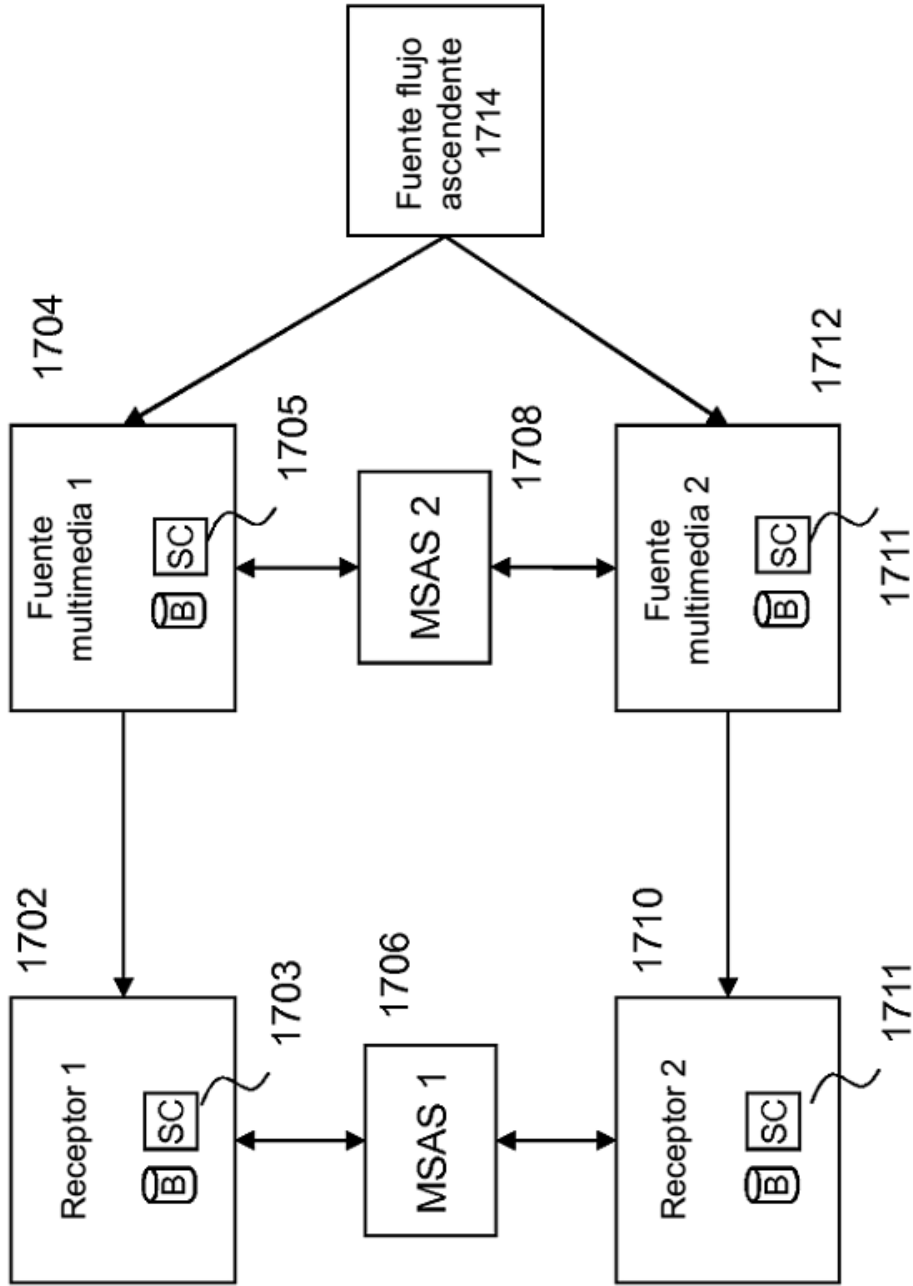 1702
1704
Receptor 1
B
SC
1703
Fuente
multimedia 1
B
SC
1705
Fuente flujo
ascendente
1714
MSAS 1
1706
MSAS 2
1708
Receptor 2
1710
B
SC
1711
Fuente
multimedia 2
1712
B
SC
1711